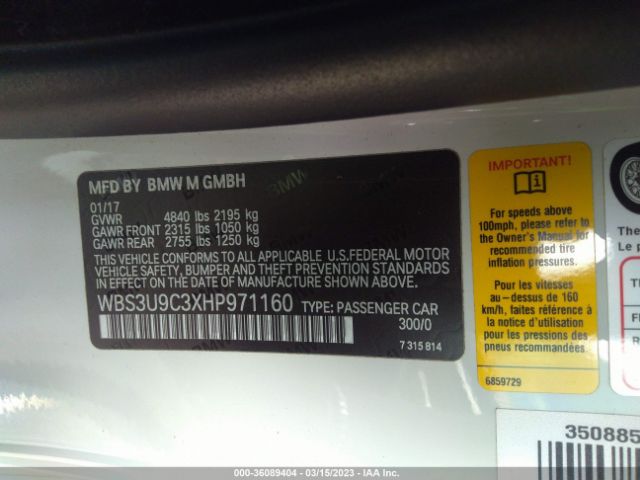 MFD BY BMW M GMBH
01/17
GVWR 4840 lbs 2195 kg
GAWR FRONT 2315 lbs 1050 kg
GAWR REAR 2755 lbs 1250 kg
THIS VEHICLE CONFORMS TO ALL APPLICABLE U.S.FEDERAL MOTOR
VEHICLE SAFETY, BUMPER AND THEFT PREVENTION STANDARDS
IN EFFECT ON THE DATE OF MANUFACTURE SHOWN ABOVE.
WBS3U9C3XHP971160 TYPE: PASSENGER CAR
300/0
7 315 814
IMPORTANT!
For speeds above
100mph, please refer to
the Owner's Manual for
recommended tire
inflation pressures.
Pour les vitesses
au-dessus de 160
km/h, faites référence
à la notice d'utilisation
pour les pressions des
pneus recommandées.
6859729
The
Le p
350885
000-36089404 - 03/15/2023 - IAA Inc.